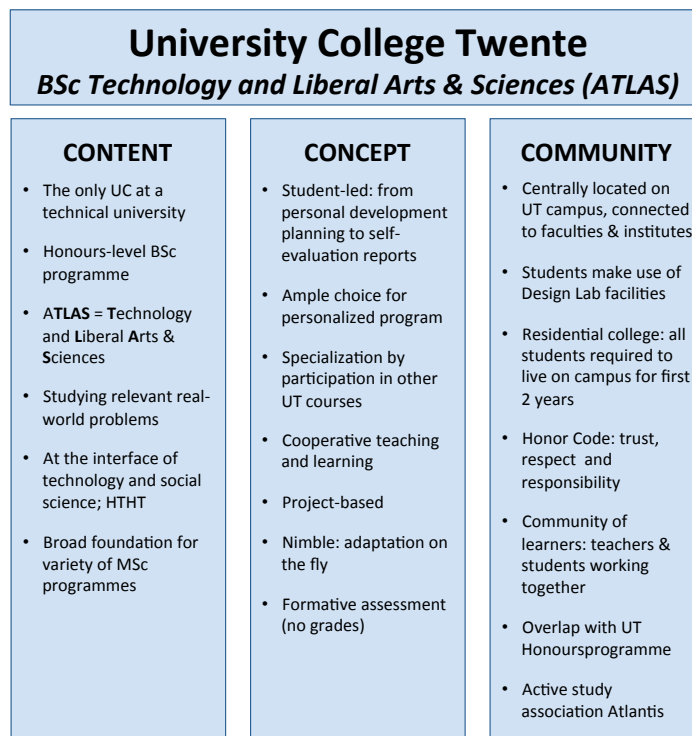 University College Twente
BSc Technology and Liberal Arts & Sciences (ATLAS)
CONTENT
• The only UC at a
technical university
• Honours-level BSc
programme
• ATLAS = Technology
and Liberal Arts &
Sciences
• Studying relevant real-
world problems
• At the interface of
technology and social
science; HTHT
• Broad foundation for
variety of MSc
programmes
CONCEPT
• Student-led: from
personal development
planning to self-
evaluation reports
• Ample choice for
personalized program
• Specialization by
participation in other
UT courses
• Cooperative teaching
and learning
• Project-based
• Nimble: adaptation on
the fly
• Formative assessment
(no grades)
COMMUNITY
• Centrally located on
UT campus, connected
to faculties & institutes
• Students make use of
Design Lab facilities
• Residential college: all
students required to
live on campus for first
2 years
• Honor Code: trust,
respect and
responsibility
• Community of
learners: teachers &
students working
together
• Overlap with UT
Honoursprogramme
• Active study
association Atlantis